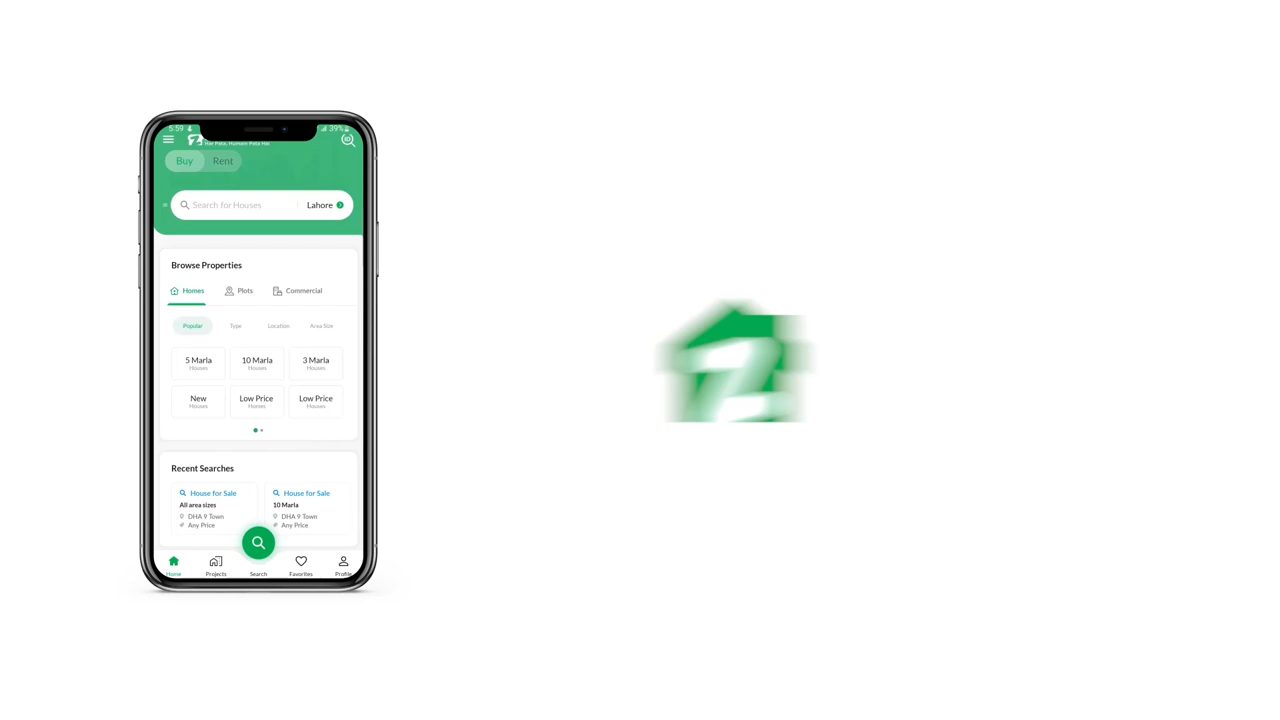 5:59
39%
Har Pata, Humain Pata Hai
Buy Rent
Search for Houses Lahore
Browse Properties
Homes Plots Commercial
Popular Type Location Area Size
5 Marla 10 Marla 3 Marla
Houses Houses Houses
New Low Price Low Price
Houses Homes Houses
Recent Searches
House for Sale House for Sale
All area sizes 10 Marla
DHA 9 Town DHA 9 Town
Any Price Any Price
Home Projects Search Favorites Profile